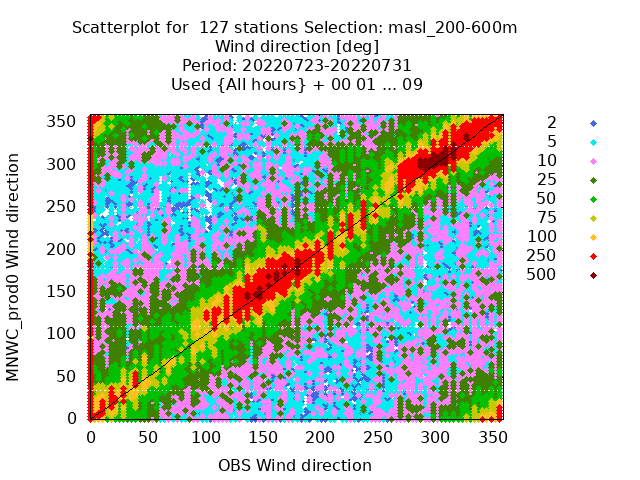 Scatterplot for  127 stations Selection: masl_200-600m
Wind direction [deg]
Period: 20220723-20220731
Used {All hours} + 00 01 ... 09
MNWC_prod0 Wind direction
350
300
250
200
150
100
50
0
0 50 100 150 200 250 300 350
OBS Wind direction
2
5
10
25
50
75
100
250
500